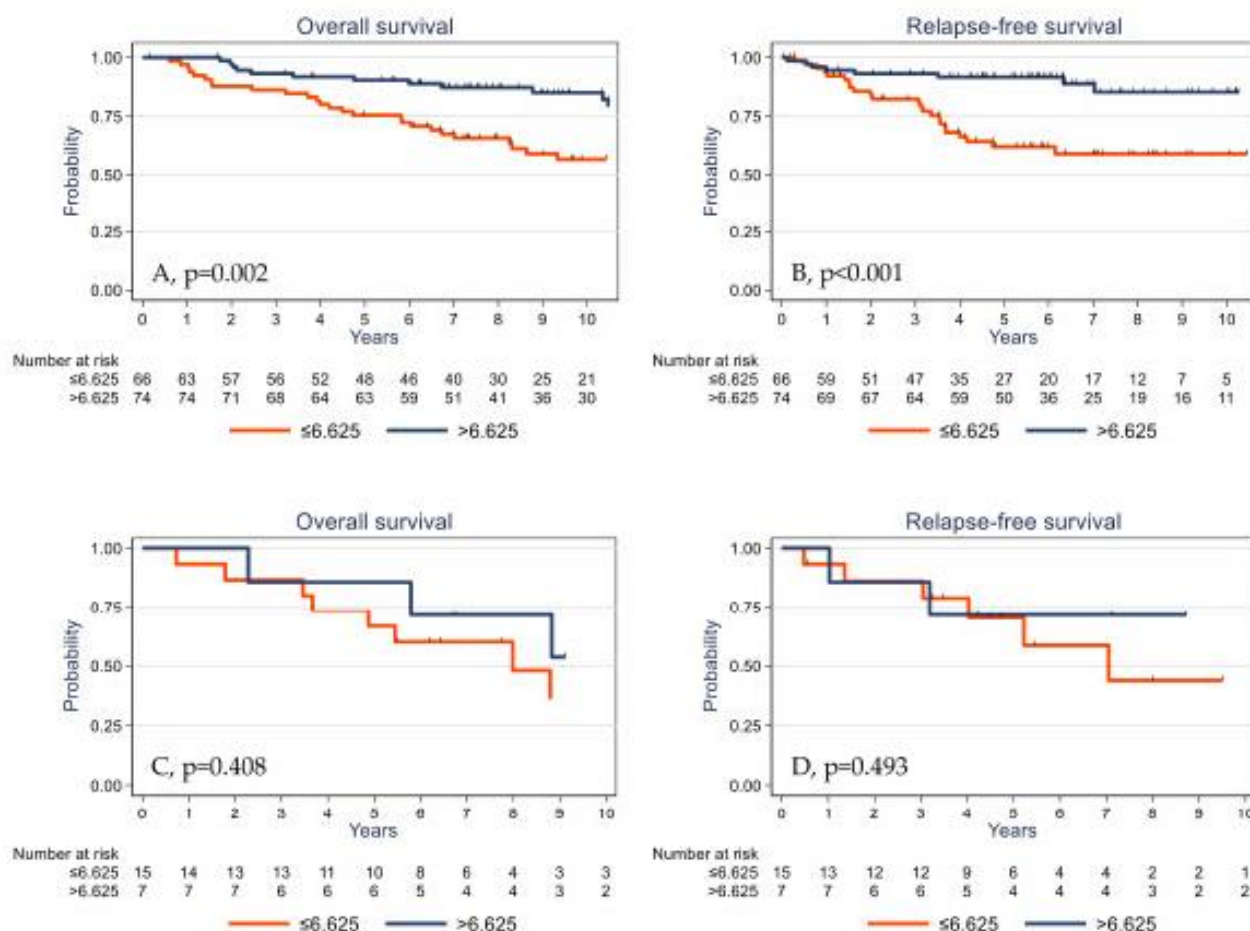 Overall survival
1.00
0.75
0.50
0.25
0.00
Frobability
A, p=0.002
0 1 2 3 4 5 6 7 8 9 10
Years
Number at risk
≤6.625 66 63 57 56 52 48 46 40 30 25 21
>6.625 74 74 71 68 64 63 59 51 41 36 30
≤6.625 >6.625
Relapse-free survival
1.00
0.75
0.50
0.25
0.00
Frobability
B, p<0.001
0 1 2 3 4 5 6 7 8 9 10
Years
Number at risk
≤6.625 66 59 51 47 35 27 20 17 12 7 5
>6.625 74 69 67 64 59 50 36 25 19 16 11
≤6.625 >6.625
Overall survival
1.00
0.75
0.50
0.25
0.00
Probability
C, p=0.408
0 1 2 3 4 5 6 7 8 9 10
Years
Number at risk
≤6.625 15 14 13 13 11 10 8 6 4 3 3
>6.625 7 7 7 6 6 6 5 4 4 3 2
≤6.625 >6.625
Relapse-free survival
1.00
0.75
0.50
0.25
0.00
Probability
D, p=0.493
0 1 2 3 4 5 6 7 8 9 10
Years
Number at risk
≤6.625 15 13 12 12 9 6 4 4 2 2 1
>6.625 7 7 6 6 5 4 4 4 3 2 2
≤6.625 >6.625